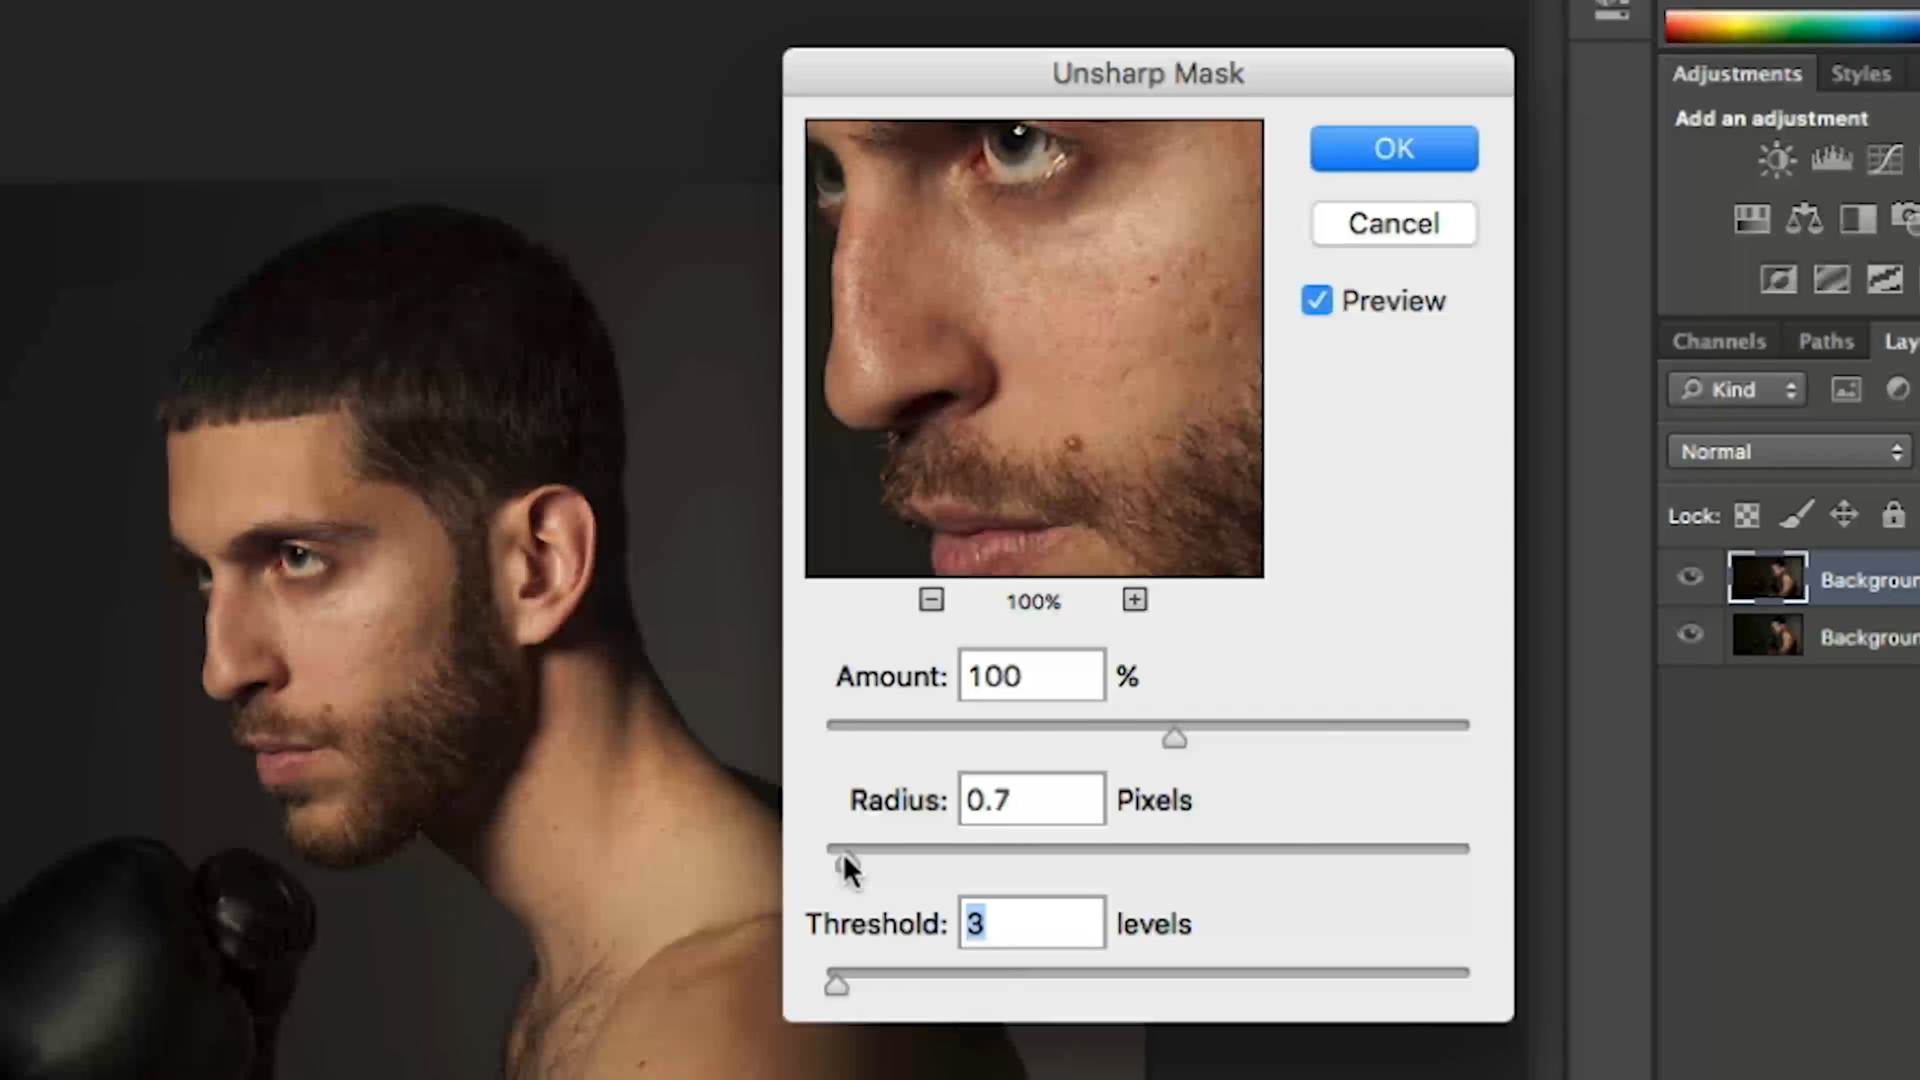 Unsharp Mask
OK
Cancel
Preview
100%
Amount: 100 %
Radius: 0.7 Pixels
Threshold: 3 levels
Adjustments Styles
Add an adjustment
Channels Paths Lay
Kind
Normal
Lock:
Backgroun
Backgroun